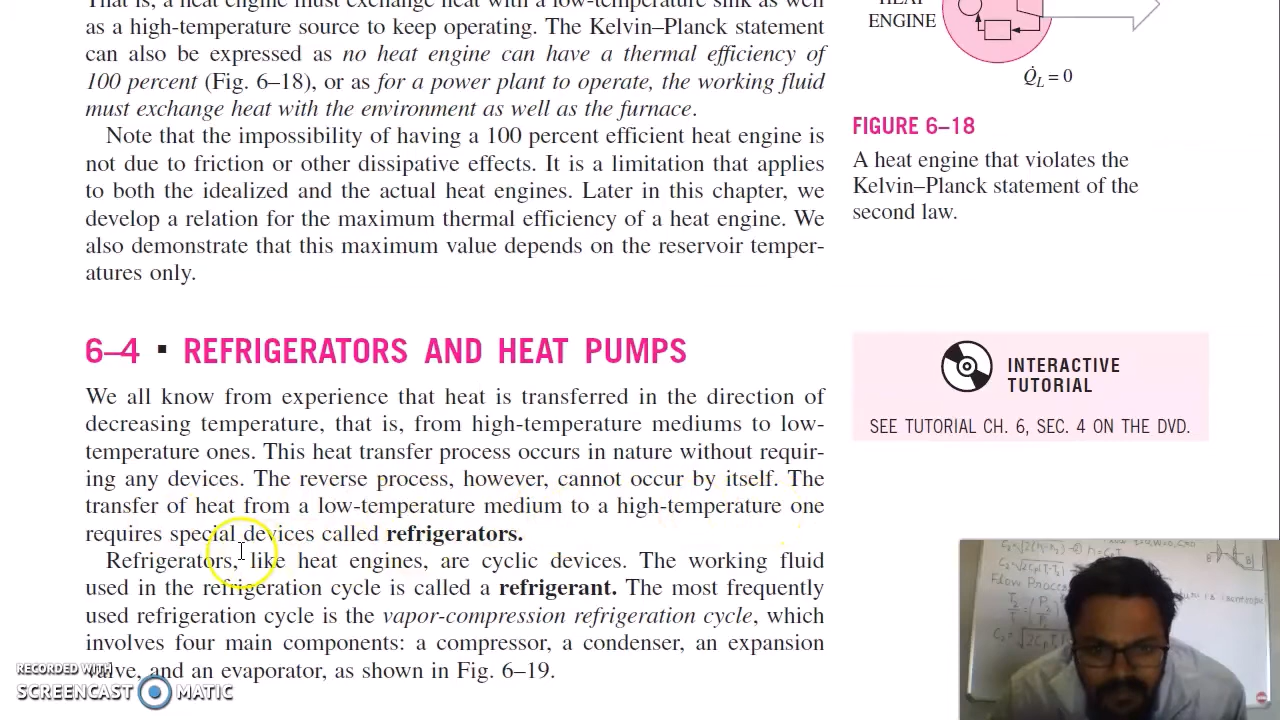 That is, a heat engine must exchange heat with a low-temperature sink as well
as a high-temperature source to keep operating. The Kelvin–Planck statement
can also be expressed as no heat engine can have a thermal efficiency of
100 percent (Fig. 6–18), or as for a power plant to operate, the working fluid
must exchange heat with the environment as well as the furnace.
Note that the impossibility of having a 100 percent efficient heat engine is
not due to friction or other dissipative effects. It is a limitation that applies
to both the idealized and the actual heat engines. Later in this chapter, we
develop a relation for the maximum thermal efficiency of a heat engine. We
also demonstrate that this maximum value depends on the reservoir temper-
atures only.
6–4 ▪ REFRIGERATORS AND HEAT PUMPS
We all know from experience that heat is transferred in the direction of
decreasing temperature, that is, from high-temperature mediums to low-
temperature ones. This heat transfer process occurs in nature without requir-
ing any devices. The reverse process, however, cannot occur by itself. The
transfer of heat from a low-temperature medium to a high-temperature one
requires special devices called refrigerators.
Refrigerators, like heat engines, are cyclic devices. The working fluid
used in the refrigeration cycle is called a refrigerant. The most frequently
used refrigeration cycle is the vapor-compression refrigeration cycle, which
involves four main components: a compressor, a condenser, an expansion
valve, and an evaporator, as shown in Fig. 6–19.
HEAT
ENGINE
Q̇L = 0
FIGURE 6–18
A heat engine that violates the
Kelvin–Planck statement of the
second law.
INTERACTIVE
TUTORIAL
SEE TUTORIAL CH. 6, SEC. 4 ON THE DVD.
Flow Process
RECORDED WITH
SCREENCAST MATIC